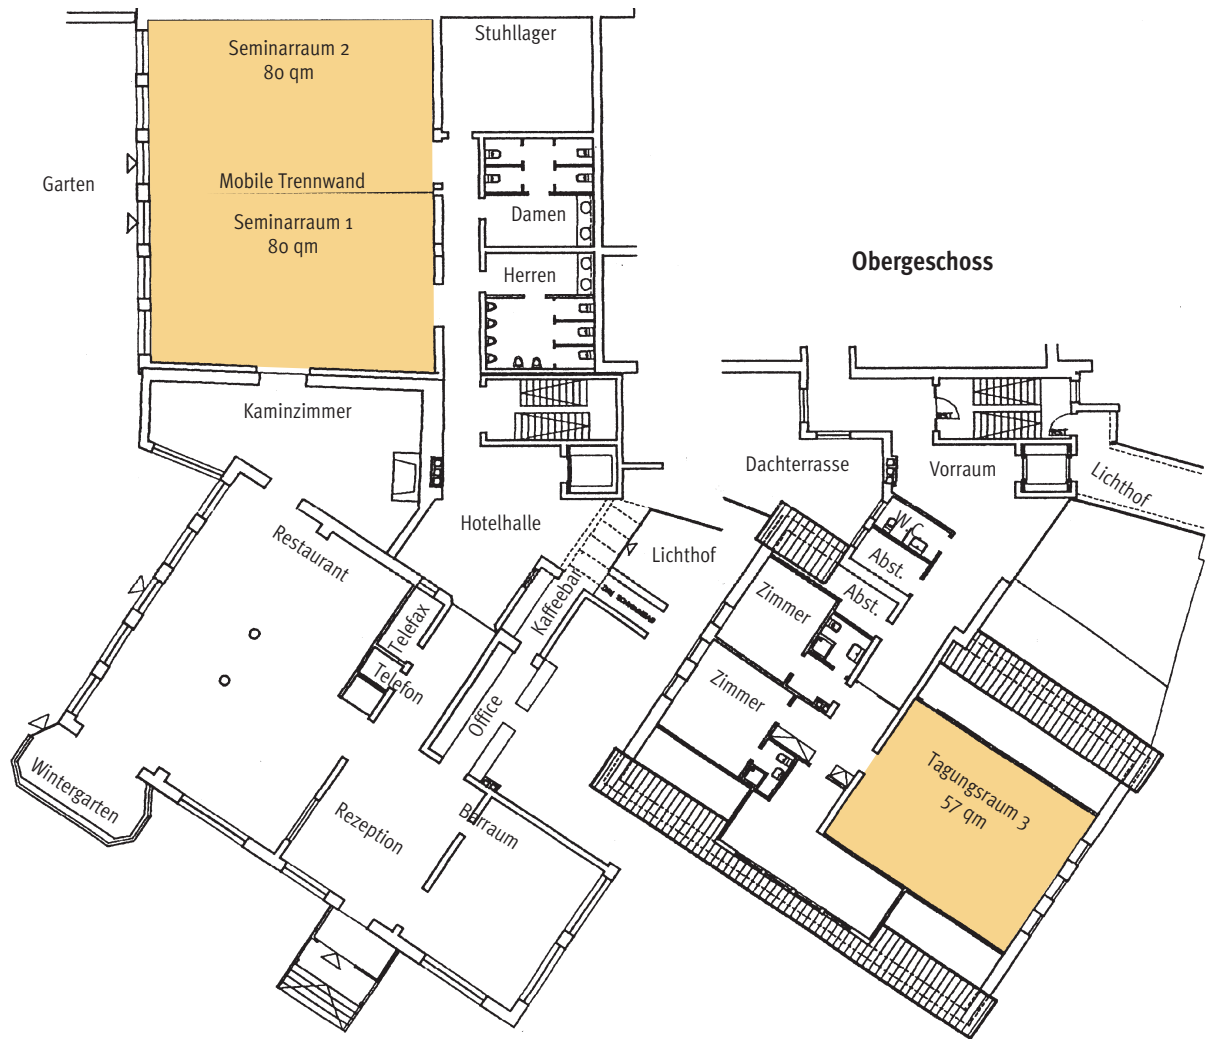 Seminarraum 2
80 qm
Stuhllager
Garten
Mobile Trennwand
Seminarraum 1
80 qm
Damen
Herren
Kaminzimmer
Hotelhalle
Restaurant
Lichthof
Kaffeebar
Telefax
Telefon
Office
Wintergarten
Rezeption
Barraum
Obergeschoss
Dachterrasse
Vorraum
Lichthof
W.C.
Abst.
Abst.
Zimmer
Zimmer
Tagungsraum 3
57 qm